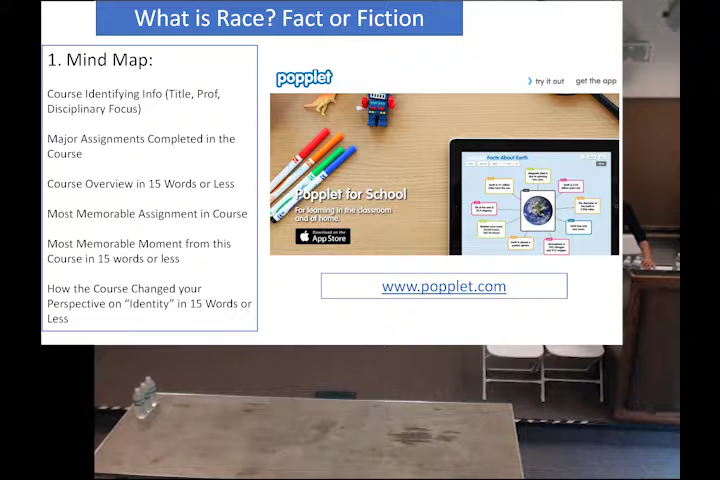 What is Race? Fact or Fiction
1. Mind Map:
Course Identifying Info (Title, Prof,
Disciplinary Focus)
Major Assignments Completed in the
Course
Course Overview in 15 Words or Less
Most Memorable Assignment in Course
Most Memorable Moment from this
Course in 15 words or less
How the Course Changed your
Perspective on “Identity” in 15 Words or
Less
popplet
try it out
get the app
Popplet for School
For learning in the classroom
and at home.
Download on the
App Store
Facts About Earth
www.popplet.com